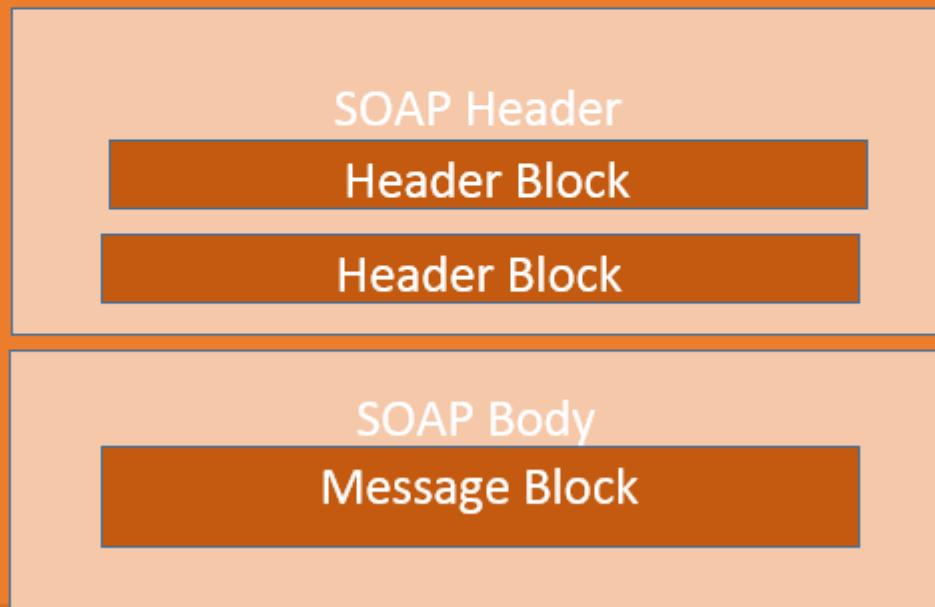 SOAP Header
Header Block
Header Block
SOAP Body
Message Block